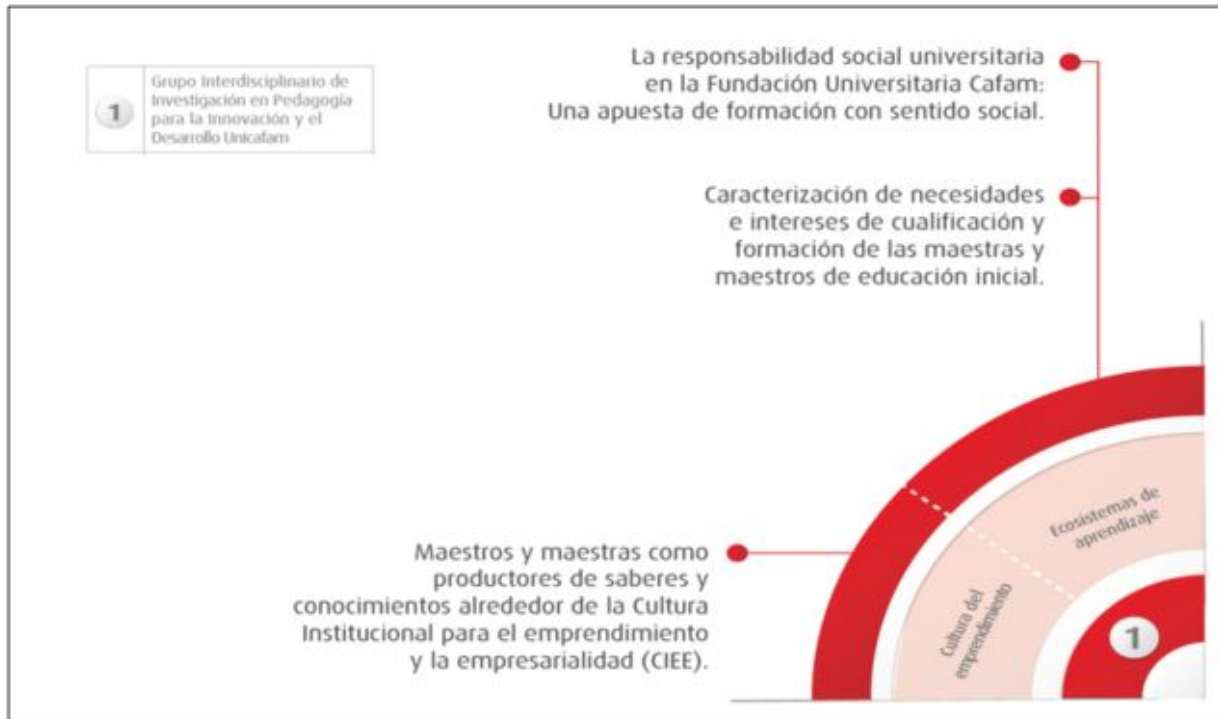 1
Grupo Interdisciplinario de
Investigación en Pedagogía
para la Innovación y el
Desarrollo Unicafam
La responsabilidad social universitaria
en la Fundación Universitaria Cafam:
Una apuesta de formación con sentido social.
Caracterización de necesidades
e intereses de cualificación y
formación de las maestras y
maestros de educación inicial.
Ecosistemas de
aprendizaje
Maestros y maestras como
productores de saberes y
conocimientos alrededor de la Cultura
Institucional para el emprendimiento
y la empresarialidad (CIEE).
Cultura del
emprendimiento
1